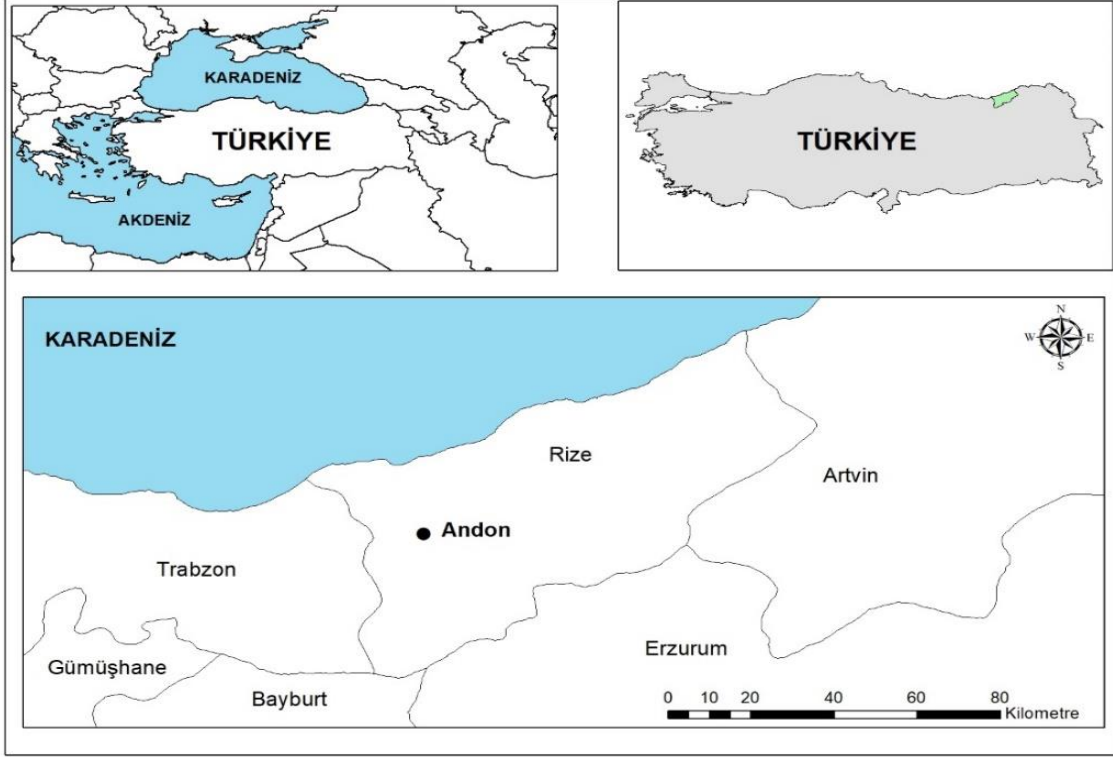 KARADENİZ
TÜRKİYE
AKDENİZ
TÜRKİYE
KARADENİZ
N
W E
S
Rize
Artvin
Andon
Trabzon
Erzurum
Gümüşhane
Bayburt
0 10 20 40 60 80
Kilometre